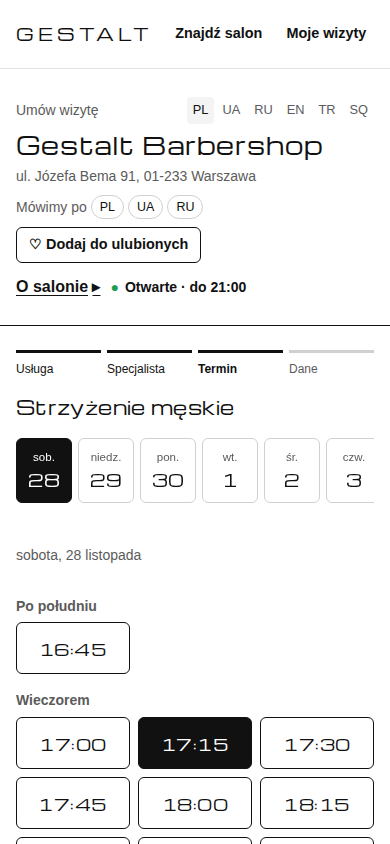 GESTALT Znajdź salon Moje wizyty
Umów wizytę PL UA RU EN TR SQ
Gestalt Barbershop
ul. Józefa Bema 91, 01-233 Warszawa
Mówimy po PL UA RU
♡ Dodaj do ulubionych
O salonie ▸ ● Otwarte · do 21:00
Usługa Specjalista Termin Dane
Strzyżenie męskie
sob. niedz. pon. wt. śr. czw.
28 29 30 1 2 3
sobota, 28 listopada
Po południu
16:45
Wieczorem
17:00 17:15 17:30
17:45 18:00 18:15